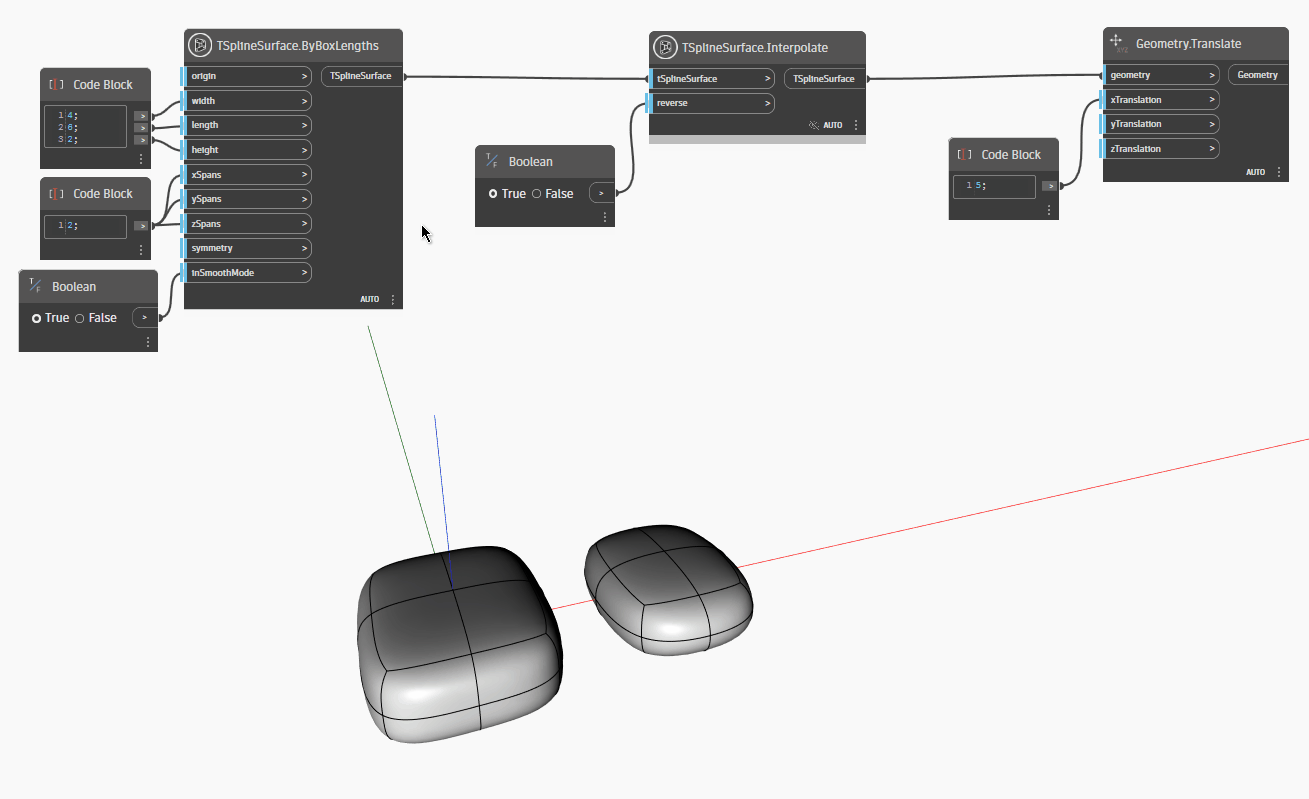 TSplineSurface.ByBoxLengths
origin >
TSplineSurface
width >
length >
height >
xSpans >
ySpans >
zSpans >
symmetry >
inSmoothMode >
AUTO
Code Block
1 4; >
2 6; >
3 2; >
Code Block
1 2; >
Boolean
True False >
TSplineSurface.Interpolate
tSplineSurface >
TSplineSurface
reverse >
AUTO
Boolean
True False >
Code Block
1 5; >
Geometry.Translate
XYZ
geometry >
Geometry
xTranslation >
yTranslation >
zTranslation >
AUTO